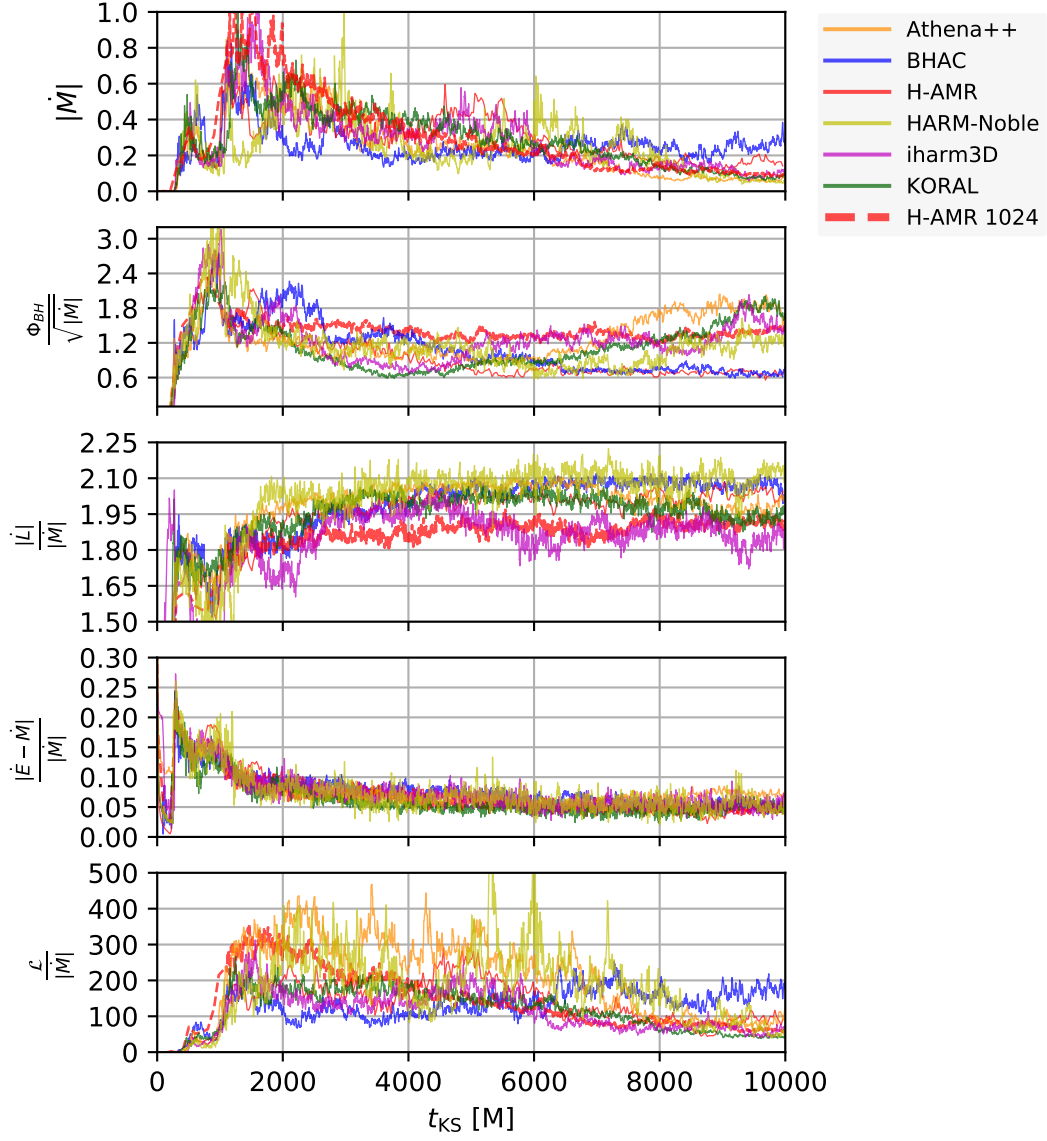 1.0
0.8
0.6
0.4
0.2
0.0
|Ṁ|
Athena++
BHAC
H-AMR
HARM-Noble
iharm3D
KORAL
H-AMR 1024
3.0
2.4
1.8
1.2
0.6
Φ_BH / √|Ṁ|
2.25
2.10
1.95
1.80
1.65
1.50
|L̇| / |Ṁ|
0.30
0.25
0.20
0.15
0.10
0.05
0.00
|Ė − Ṁ| / |Ṁ|
500
400
300
200
100
0
ℒ / |Ṁ|
0 2000 4000 6000 8000 10000
t_KS [M]